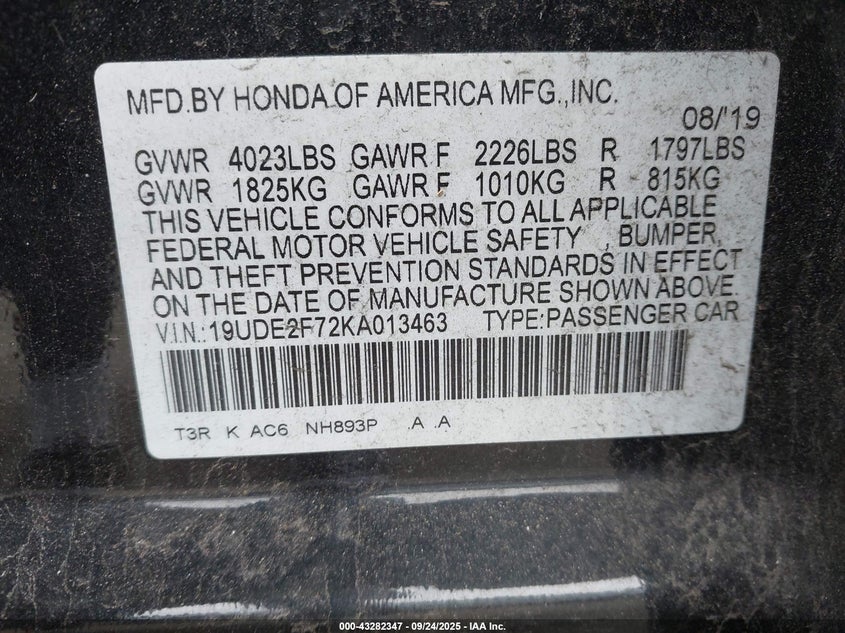 MFD.BY HONDA OF AMERICA MFG.,INC.
08/'19
GVWR 4023LBS GAWR F 2226LBS R 1797LBS
GVWR 1825KG GAWR F 1010KG R 815KG
THIS VEHICLE CONFORMS TO ALL APPLICABLE
FEDERAL MOTOR VEHICLE SAFETY , BUMPER,
AND THEFT PREVENTION STANDARDS IN EFFECT
ON THE DATE OF MANUFACTURE SHOWN ABOVE.
V.I.N.:19UDE2F72KA013463 TYPE:PASSENGER CAR
T3R K AC6 NH893P .A .A
000-43282347 - 09/24/2025 - IAA Inc.